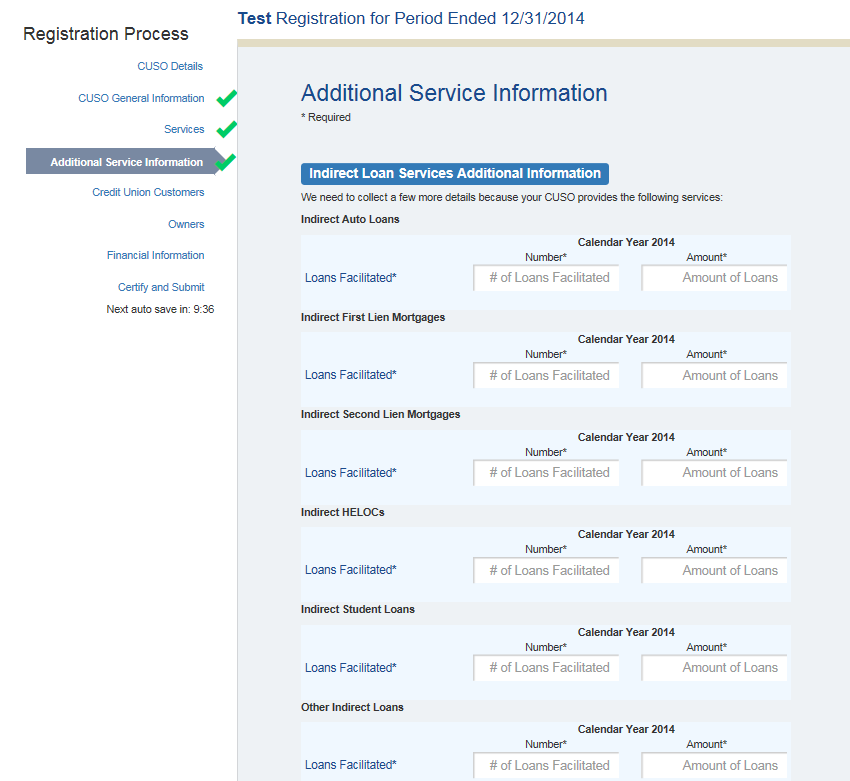 Test Registration for Period Ended 12/31/2014
Registration Process
CUSO Details
CUSO General Information
Services
Additional Service Information
Credit Union Customers
Owners
Financial Information
Certify and Submit
Next auto save in: 9:36
Additional Service Information
* Required
Indirect Loan Services Additional Information
We need to collect a few more details because your CUSO provides the following services:
Indirect Auto Loans
Calendar Year 2014
Number* Amount*
Loans Facilitated* # of Loans Facilitated Amount of Loans
Indirect First Lien Mortgages
Calendar Year 2014
Number* Amount*
Loans Facilitated* # of Loans Facilitated Amount of Loans
Indirect Second Lien Mortgages
Calendar Year 2014
Number* Amount*
Loans Facilitated* # of Loans Facilitated Amount of Loans
Indirect HELOCs
Calendar Year 2014
Number* Amount*
Loans Facilitated* # of Loans Facilitated Amount of Loans
Indirect Student Loans
Calendar Year 2014
Number* Amount*
Loans Facilitated* # of Loans Facilitated Amount of Loans
Other Indirect Loans
Calendar Year 2014
Number* Amount*
Loans Facilitated* # of Loans Facilitated Amount of Loans